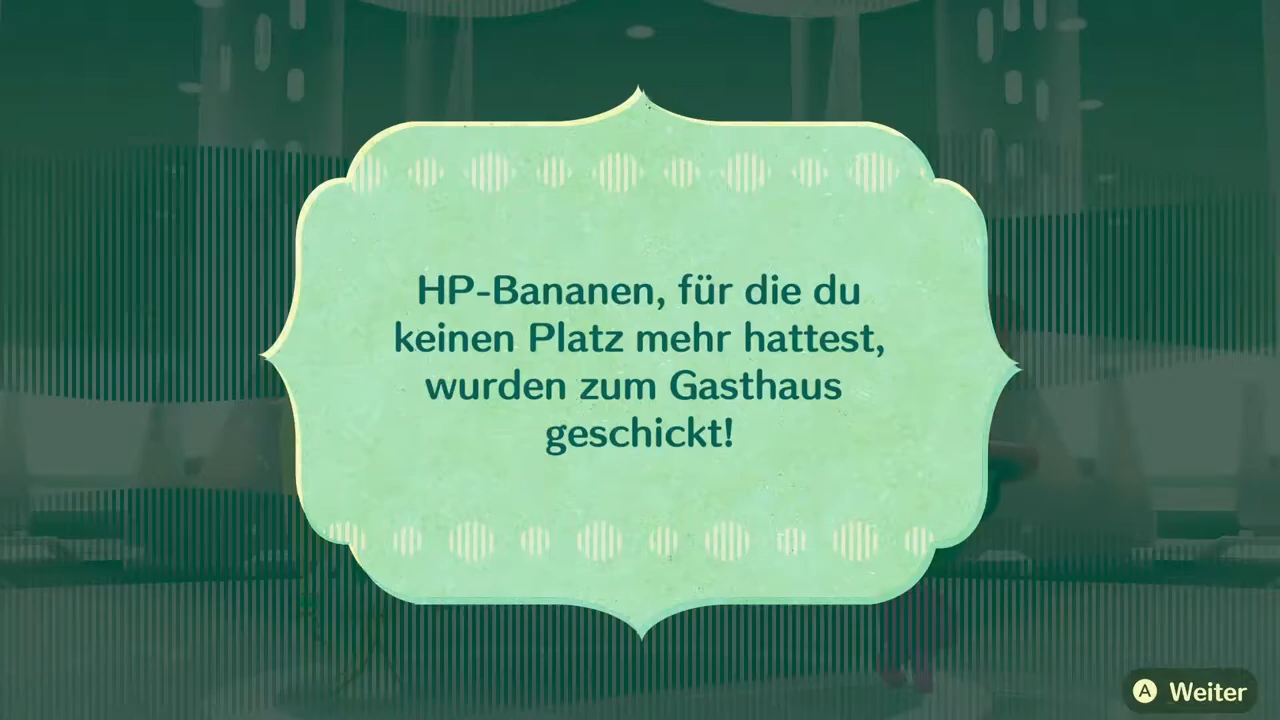 HP-Bananen, für die du
keinen Platz mehr hattest,
wurden zum Gasthaus
geschickt!
A Weiter